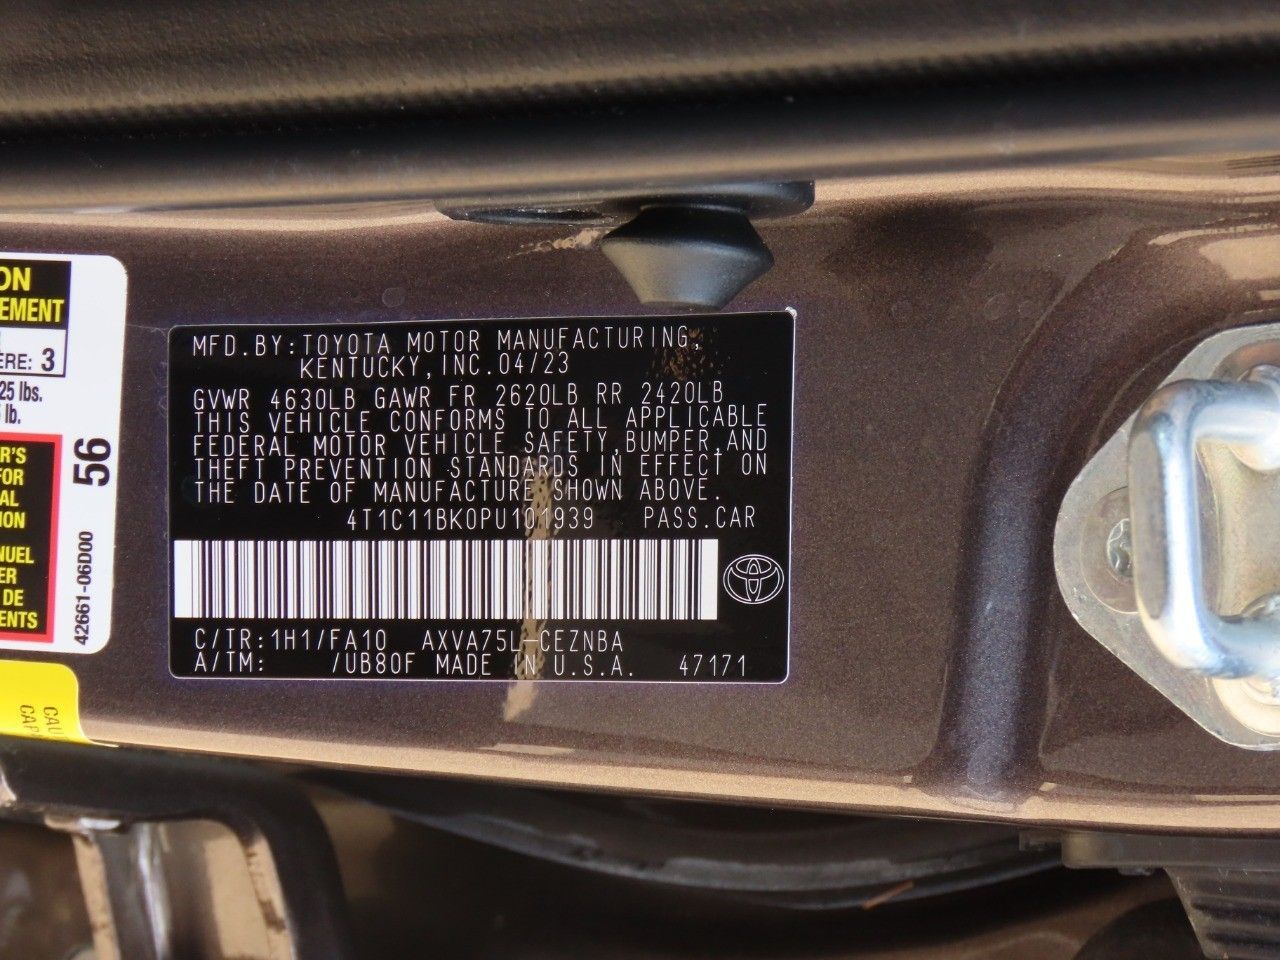 ON
EMENT
ERE: 3
25 lbs.
lb.
R'S
FOR
AL
ION
NUEL
ER
DE
ENTS
56
42661-06D00
MFD.BY:TOYOTA MOTOR MANUFACTURING,
KENTUCKY,INC.04/23
GVWR 4630LB GAWR FR 2620LB RR 2420LB
THIS VEHICLE CONFORMS TO ALL APPLICABLE
FEDERAL MOTOR VEHICLE SAFETY,BUMPER,AND
THEFT PREVENTION STANDARDS IN EFFECT ON
THE DATE OF MANUFACTURE SHOWN ABOVE.
4T1C11BK0PU101939 PASS.CAR
C/TR:1H1/FA10 AXVA75L-CEZNBA
A/TM: /UB80F MADE IN U.S.A. 47171
CAU
CAP